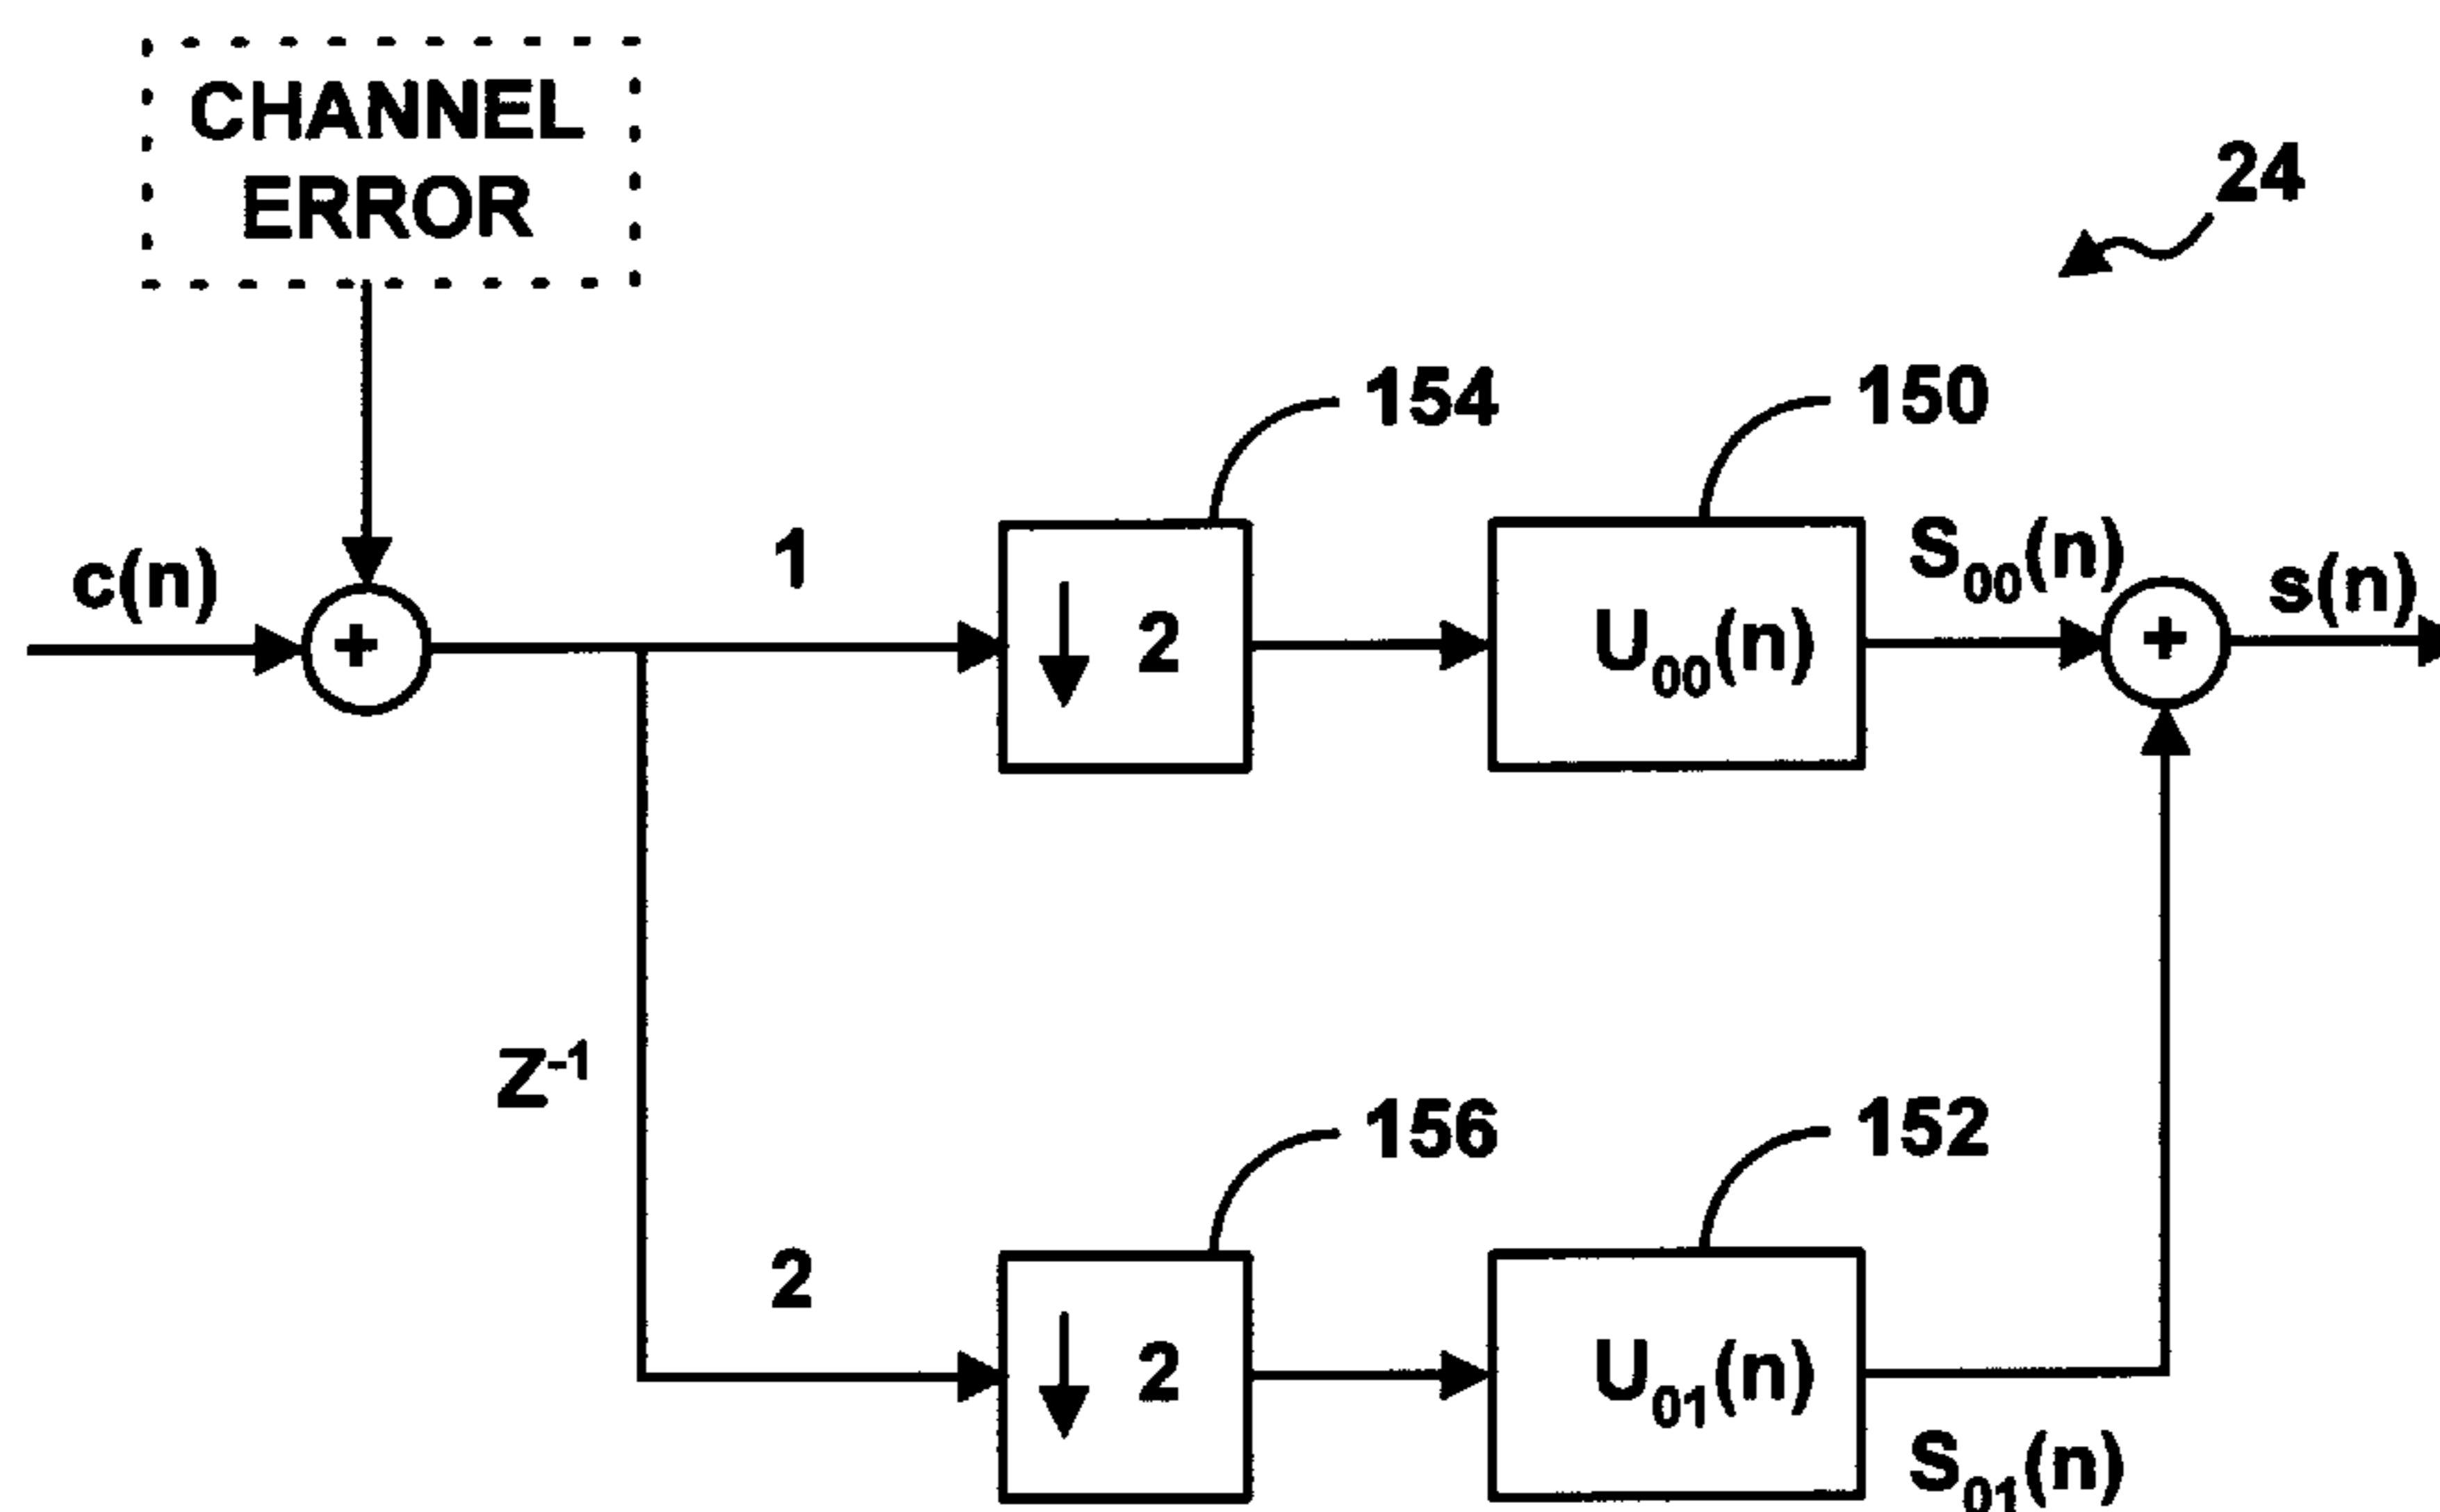 CHANNEL
ERROR
24
154
150
c(n)
+
1
↓ 2
U₀₀(n)
S₀₀(n)
+
s(n)
Z⁻¹
156
152
2
↓ 2
U₀₁(n)
S₀₁(n)